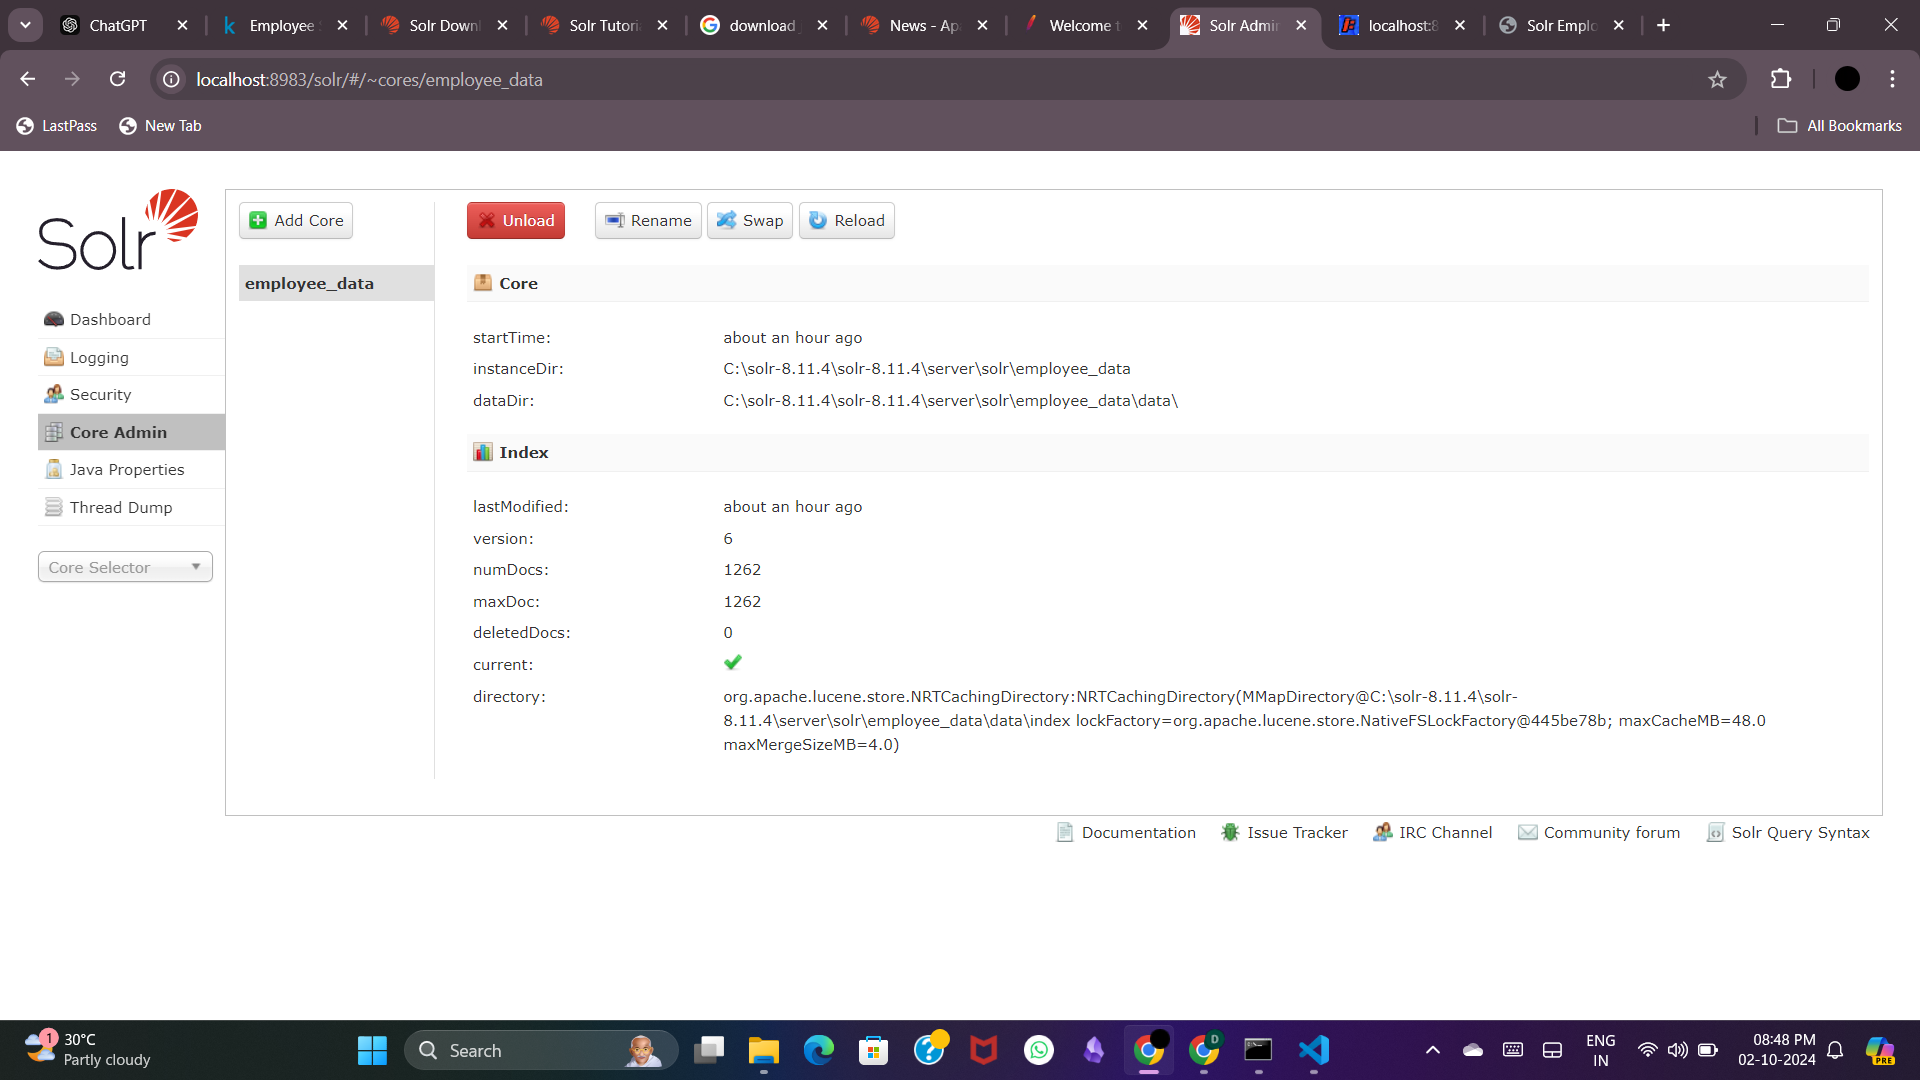 ChatGPT
Employee
Solr Down
Solr Tutori
download
News - Ap
Welcome t
Solr Admin
localhost:8
Solr Emplo
localhost:8983/solr/#/~cores/employee_data
LastPass
New Tab
All Bookmarks
Solr
Add Core
Unload
Rename
Swap
Reload
employee_data
Core
Dashboard
Logging
Security
Core Admin
Java Properties
Thread Dump
Core Selector
startTime: about an hour ago
instanceDir: C:\solr-8.11.4\solr-8.11.4\server\solr\employee_data
dataDir: C:\solr-8.11.4\solr-8.11.4\server\solr\employee_data\data\
Index
lastModified: about an hour ago
version: 6
numDocs: 1262
maxDoc: 1262
deletedDocs: 0
current:
directory: org.apache.lucene.store.NRTCachingDirectory:NRTCachingDirectory(MMapDirectory@C:\solr-8.11.4\solr-
8.11.4\server\solr\employee_data\data\index lockFactory=org.apache.lucene.store.NativeFSLockFactory@445be78b; maxCacheMB=48.0
maxMergeSizeMB=4.0)
Documentation
Issue Tracker
IRC Channel
Community forum
Solr Query Syntax
1
30°C
Partly cloudy
Search
D
ENG
IN
08:48 PM
02-10-2024
PRE